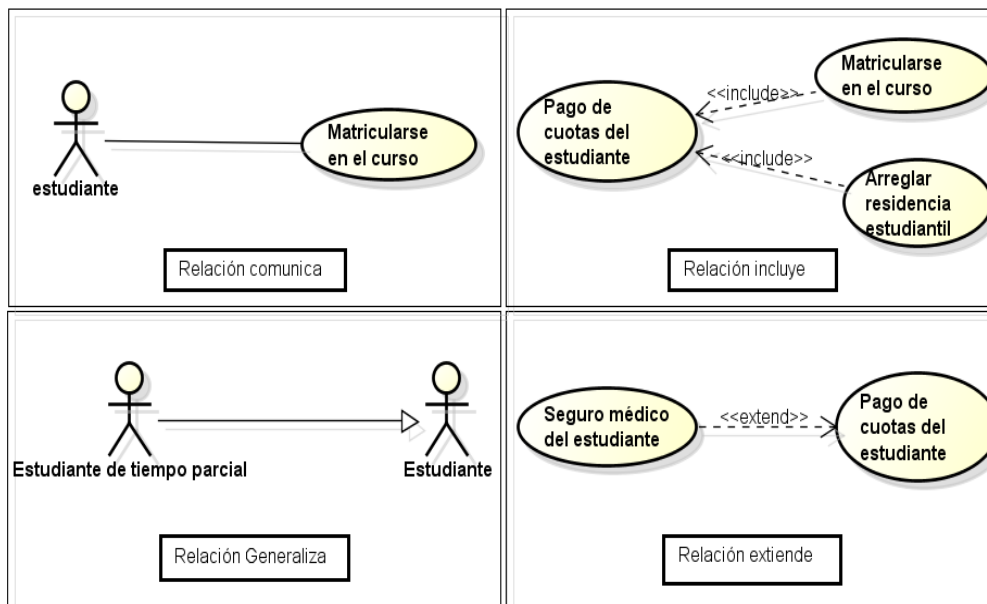 estudiante
Matricularse
en el curso
Relación comunica
Pago de
cuotas del
estudiante
<<include>>
<<include>>
Matricularse
en el curso
Arreglar
residencia
estudiantil
Relación incluye
Estudiante de tiempo parcial
Estudiante
Relación Generaliza
Seguro médico
del estudiante
<<extend>>
Pago de
cuotas del
estudiante
Relación extiende